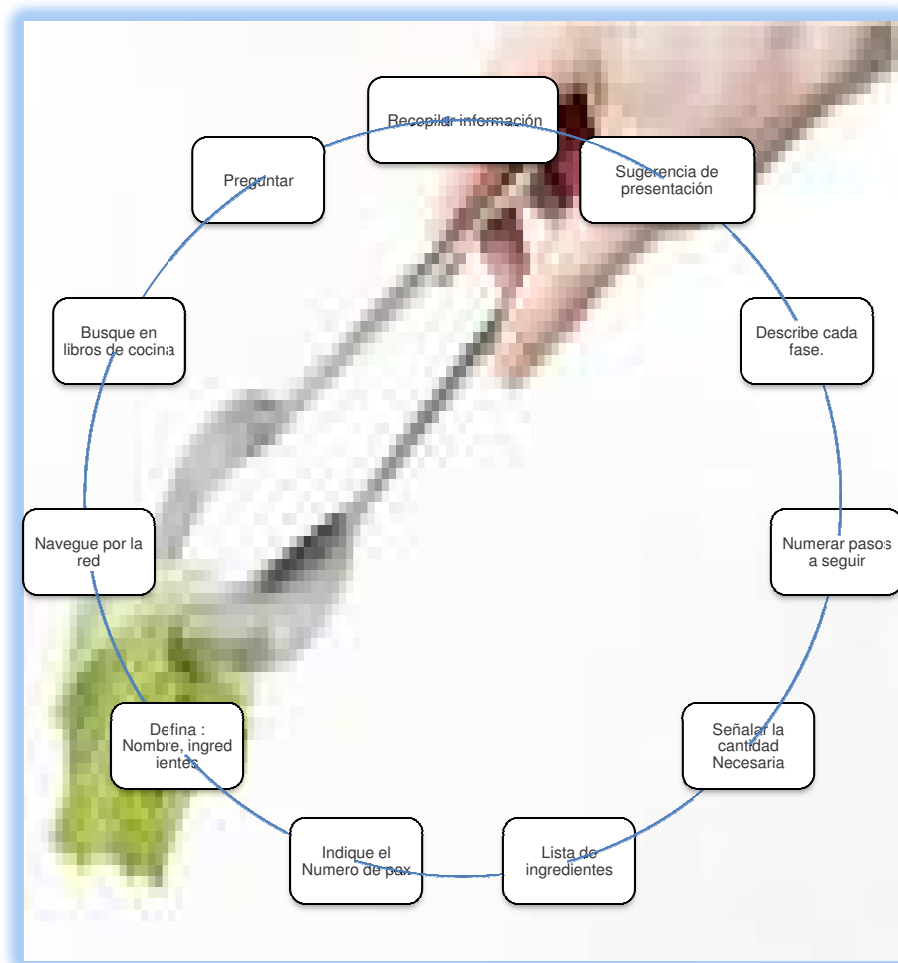 Recopilar información
Sugerencia de
presentación
Describe cada
fase.
Numerar pasos
a seguir
Señalar la
cantidad
Necesaria
Lista de
ingredientes
Indique el
Numero de pax
Defina :
Nombre, ingred
ientes
Navegue por la
red
Busque en
libros de cocina
Preguntar